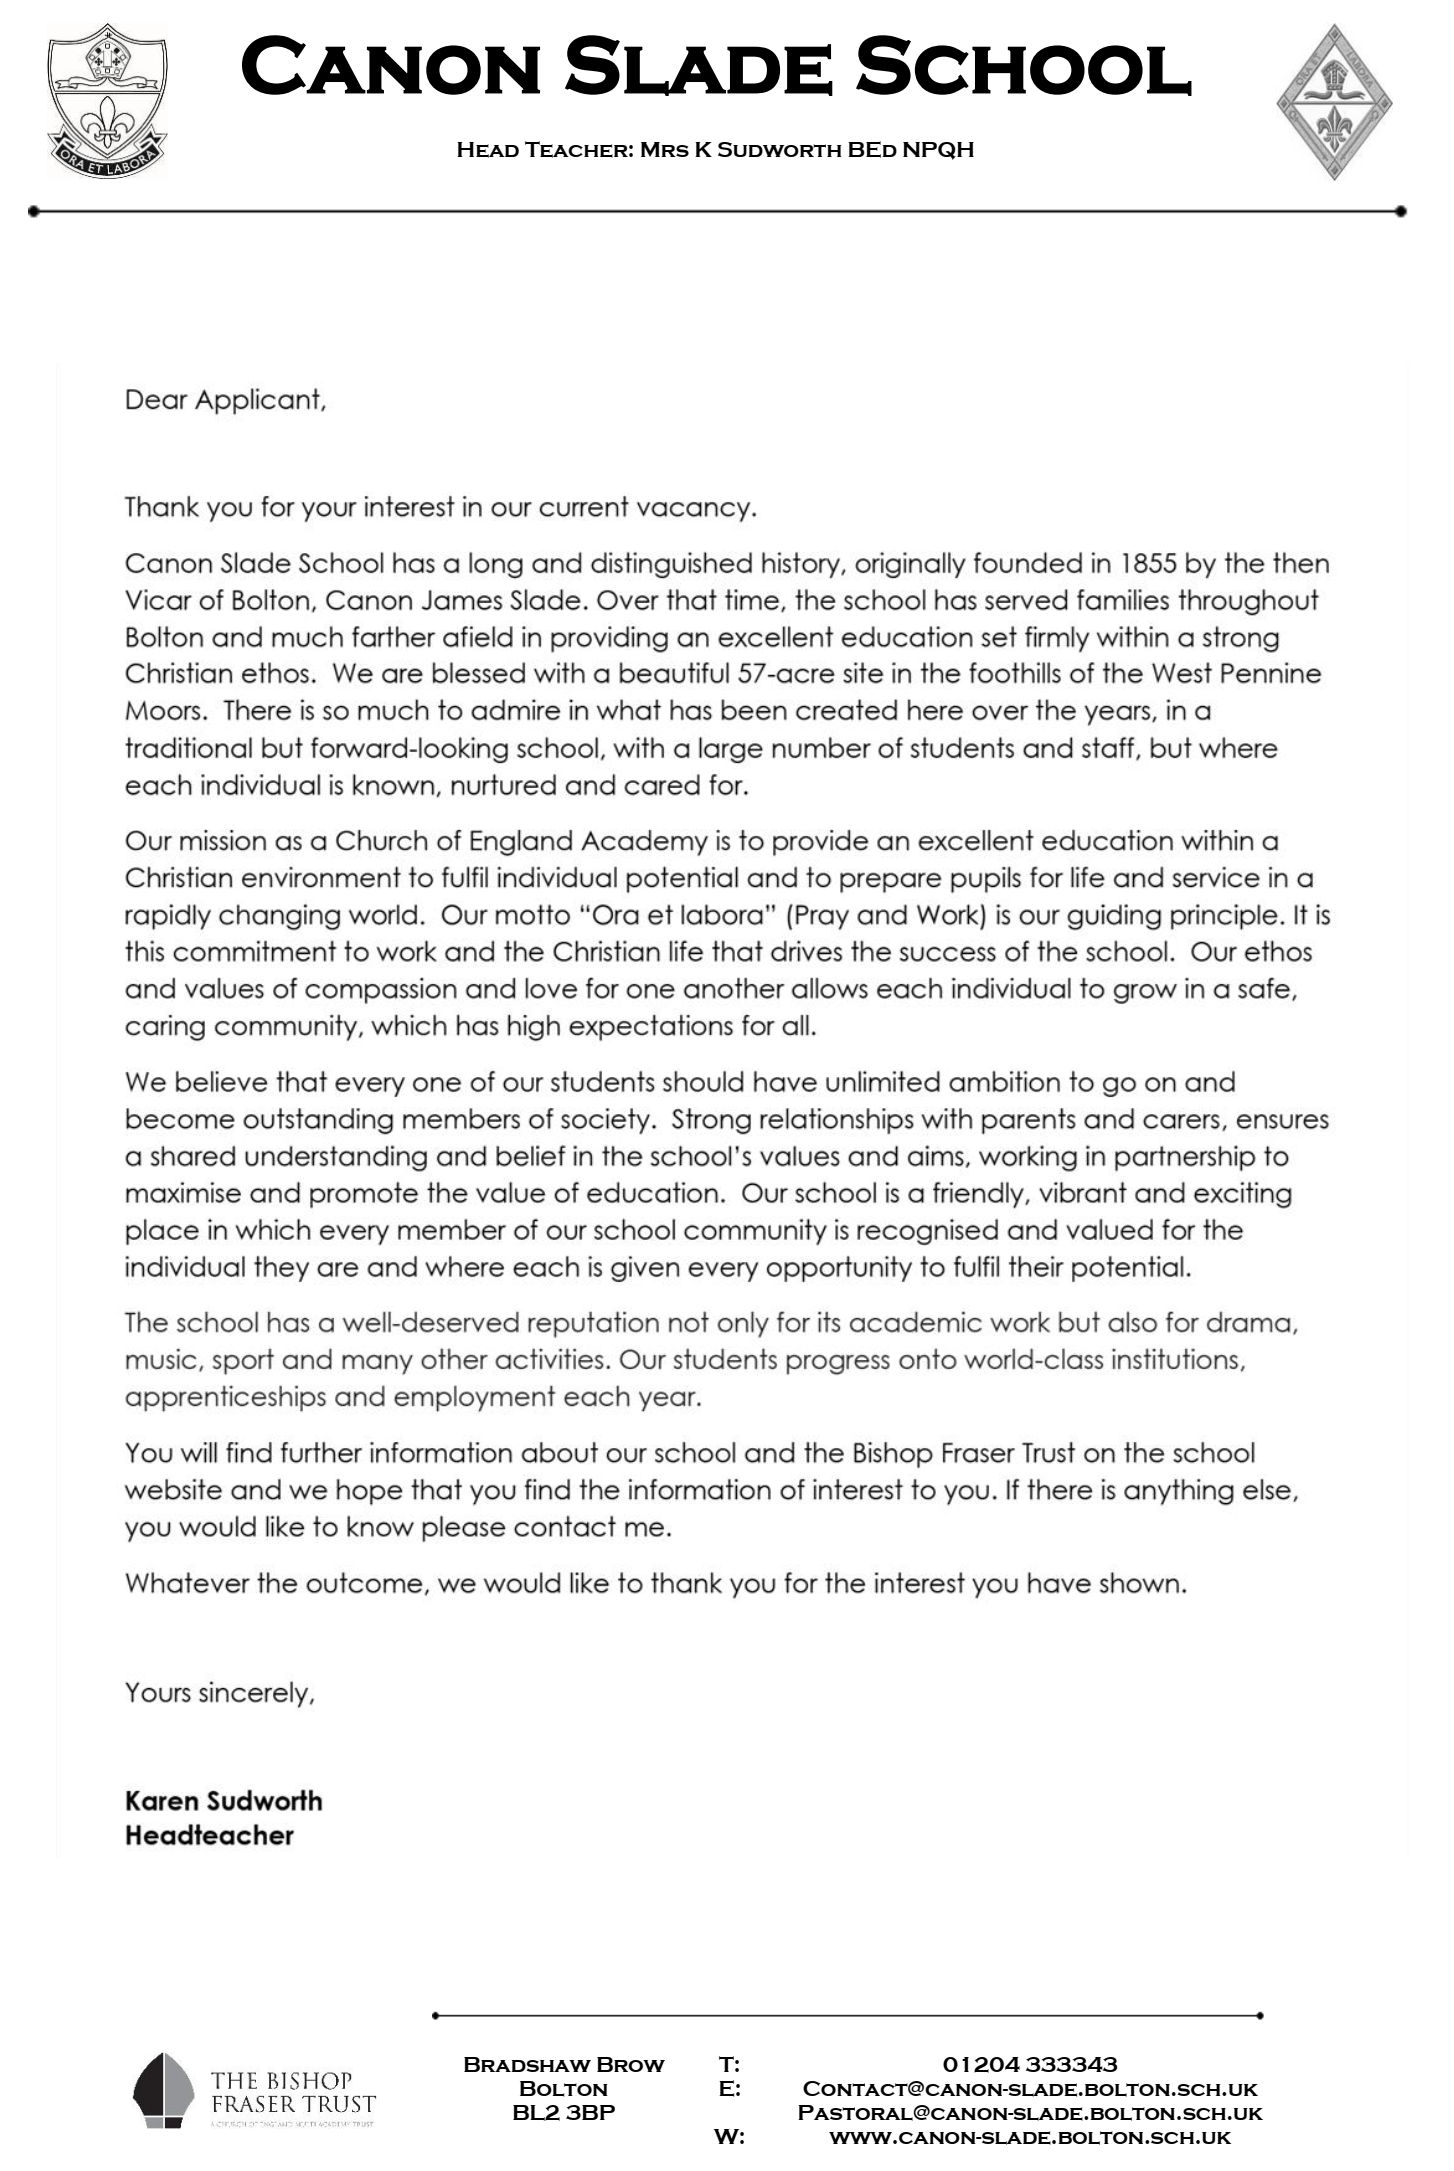 CANON SLADE SCHOOL
HEAD TEACHER: MRS K SUDWORTH BED NPQH
ORA ET LABORA
ORA ET LABORA
Dear Applicant,
Thank you for your interest in our current vacancy.
Canon Slade School has a long and distinguished history, originally founded in 1855 by the then
Vicar of Bolton, Canon James Slade. Over that time, the school has served families throughout
Bolton and much farther afield in providing an excellent education set firmly within a strong
Christian ethos.  We are blessed with a beautiful 57-acre site in the foothills of the West Pennine
Moors.  There is so much to admire in what has been created here over the years, in a
traditional but forward-looking school, with a large number of students and staff, but where
each individual is known, nurtured and cared for.
Our mission as a Church of England Academy is to provide an excellent education within a
Christian environment to fulfil individual potential and to prepare pupils for life and service in a
rapidly changing world.  Our motto “Ora et labora” (Pray and Work) is our guiding principle. It is
this commitment to work and the Christian life that drives the success of the school.  Our ethos
and values of compassion and love for one another allows each individual to grow in a safe,
caring community, which has high expectations for all.
We believe that every one of our students should have unlimited ambition to go on and
become outstanding members of society.  Strong relationships with parents and carers, ensures
a shared understanding and belief in the school’s values and aims, working in partnership to
maximise and promote the value of education.  Our school is a friendly, vibrant and exciting
place in which every member of our school community is recognised and valued for the
individual they are and where each is given every opportunity to fulfil their potential.
The school has a well-deserved reputation not only for its academic work but also for drama,
music, sport and many other activities. Our students progress onto world-class institutions,
apprenticeships and employment each year.
You will find further information about our school and the Bishop Fraser Trust on the school
website and we hope that you find the information of interest to you. If there is anything else,
you would like to know please contact me.
Whatever the outcome, we would like to thank you for the interest you have shown.
Yours sincerely,
Karen Sudworth
Headteacher
THE BISHOP
FRASER TRUST
A CHURCH OF ENGLAND MULTI ACADEMY TRUST
BRADSHAW BROW
BOLTON
BL2 3BP
T: 01204 333343
E: CONTACT@CANON-SLADE.BOLTON.SCH.UK
PASTORAL@CANON-SLADE.BOLTON.SCH.UK
W: WWW.CANON-SLADE.BOLTON.SCH.UK